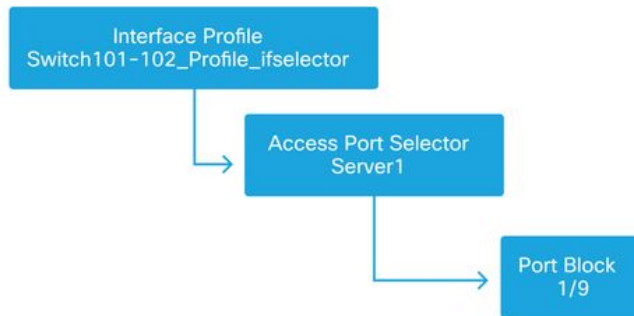 Interface Profile
Switch101-102_Profile_ifselector
Access Port Selector
Server1
Port Block
1/9